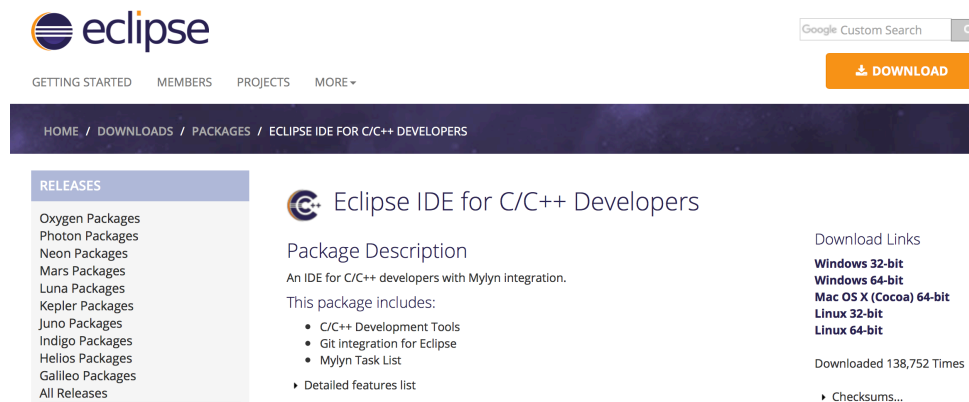 eclipse
Google Custom Search
GETTING STARTED MEMBERS PROJECTS MORE
DOWNLOAD
HOME / DOWNLOADS / PACKAGES / ECLIPSE IDE FOR C/C++ DEVELOPERS
RELEASES
Oxygen Packages
Photon Packages
Neon Packages
Mars Packages
Luna Packages
Kepler Packages
Juno Packages
Indigo Packages
Helios Packages
Galileo Packages
All Releases
Eclipse IDE for C/C++ Developers
Package Description
An IDE for C/C++ developers with Mylyn integration.
This package includes:
C/C++ Development Tools
Git integration for Eclipse
Mylyn Task List
Detailed features list
Download Links
Windows 32-bit
Windows 64-bit
Mac OS X (Cocoa) 64-bit
Linux 32-bit
Linux 64-bit
Downloaded 138,752 Times
Checksums...